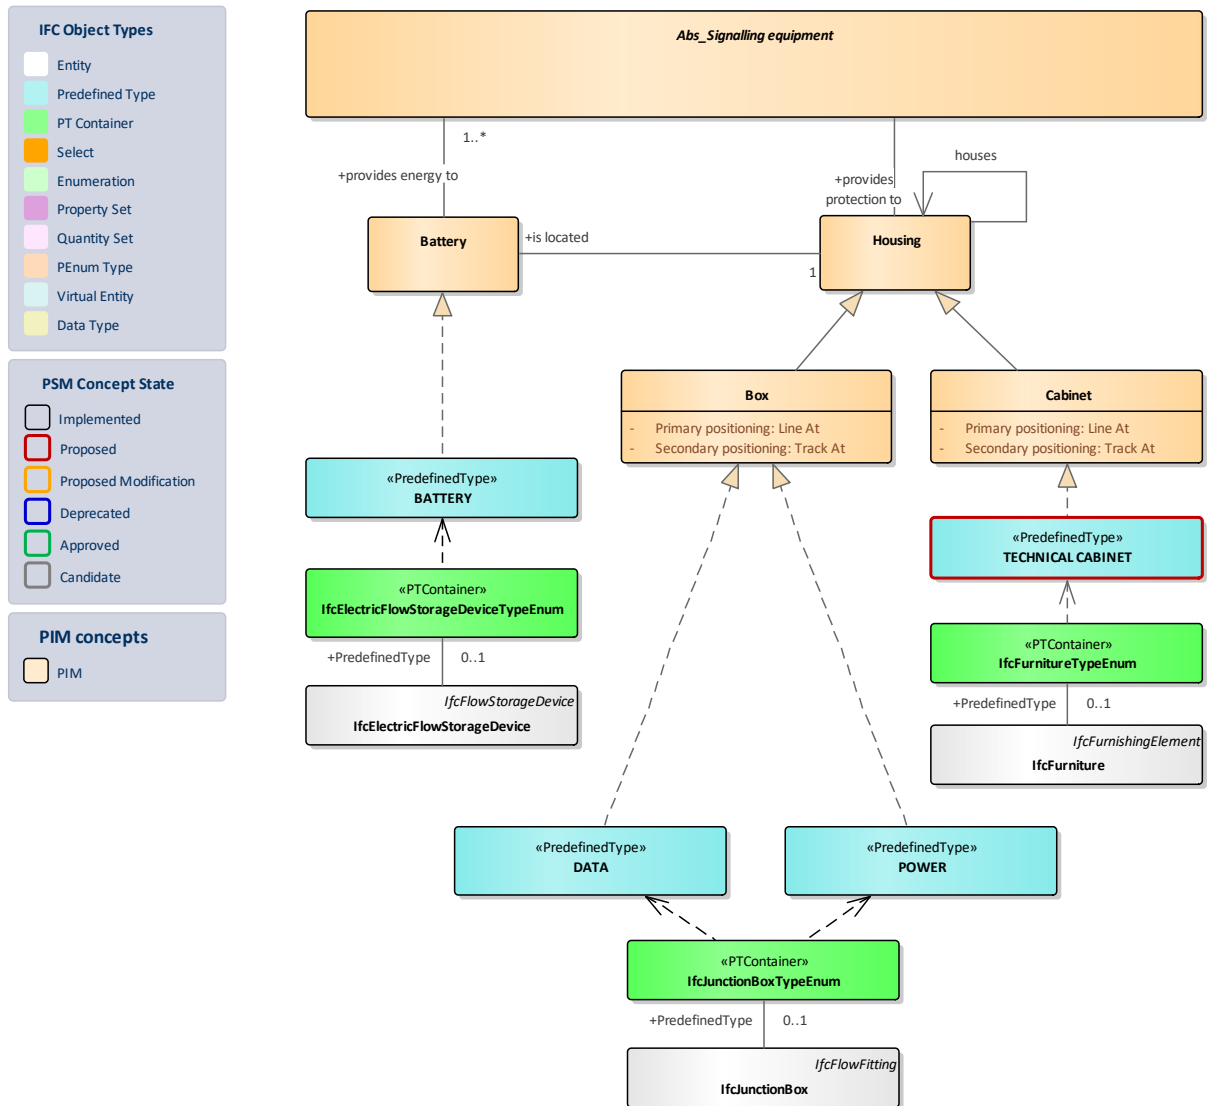 IFC Object Types
Entity
Predefined Type
PT Container
Select
Enumeration
Property Set
Quantity Set
PEnum Type
Virtual Entity
Data Type
PSM Concept State
Implemented
Proposed
Proposed Modification
Deprecated
Approved
Candidate
PIM concepts
PIM
Abs_Signalling equipment
1..*
+provides energy to
houses
+provides
protection to
Battery
+is located
1
Housing
Box
- Primary positioning: Line At
- Secondary positioning: Track At
Cabinet
- Primary positioning: Line At
- Secondary positioning: Track At
«PredefinedType»
BATTERY
«PTContainer»
IfcElectricFlowStorageDeviceTypeEnum
+PredefinedType 0..1
IfcFlowStorageDevice
IfcElectricFlowStorageDevice
«PredefinedType»
TECHNICAL CABINET
«PTContainer»
IfcFurnitureTypeEnum
+PredefinedType 0..1
IfcFurnishingElement
IfcFurniture
«PredefinedType»
DATA
«PredefinedType»
POWER
«PTContainer»
IfcJunctionBoxTypeEnum
+PredefinedType 0..1
IfcFlowFitting
IfcJunctionBox